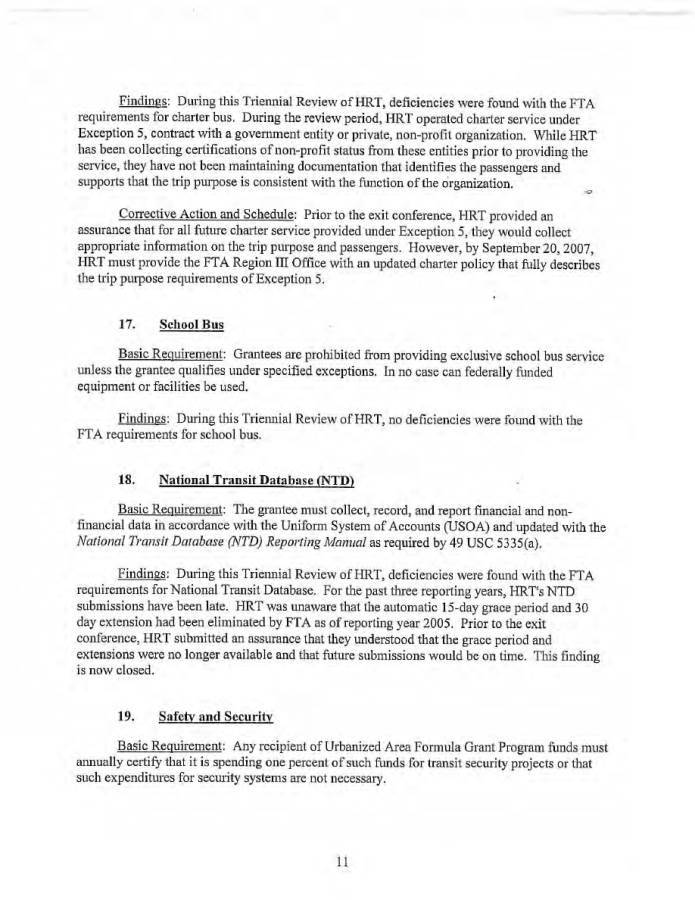 Findings: During this Triennial Review of HRT, deficiencies were found with the FTA
requirements for charter bus. During the review period, HRT operated charter service under
Exception 5, contract with a government entity or private, non-profit organization. While HRT
has been collecting certifications of non-profit status from these entities prior to providing the
service, they have not been maintaining documentation that identifies the passengers and
supports that the trip purpose is consistent with the function of the organization.
Corrective Action and Schedule: Prior to the exit conference, HRT provided an
assurance that for all future charter service provided under Exception 5, they would collect
appropriate information on the trip purpose and passengers. However, by September 20, 2007,
HRT must provide the FTA Region III Office with an updated charter policy that fully describes
the trip purpose requirements of Exception 5.
17. School Bus
Basic Requirement: Grantees are prohibited from providing exclusive school bus service
unless the grantee qualifies under specified exceptions. In no case can federally funded
equipment or facilities be used.
Findings: During this Triennial Review of HRT, no deficiencies were found with the
FTA requirements for school bus.
18. National Transit Database (NTD)
Basic Requirement: The grantee must collect, record, and report financial and non-
financial data in accordance with the Uniform System of Accounts (USOA) and updated with the
National Transit Database (NTD) Reporting Manual as required by 49 USC 5335(a).
Findings: During this Triennial Review of HRT, deficiencies were found with the FTA
requirements for National Transit Database. For the past three reporting years, HRT's NTD
submissions have been late. HRT was unaware that the automatic 15-day grace period and 30
day extension had been eliminated by FTA as of reporting year 2005. Prior to the exit
conference, HRT submitted an assurance that they understood that the grace period and
extensions were no longer available and that future submissions would be on time. This finding
is now closed.
19. Safety and Security
Basic Requirement: Any recipient of Urbanized Area Formula Grant Program funds must
annually certify that it is spending one percent of such funds for transit security projects or that
such expenditures for security systems are not necessary.
11